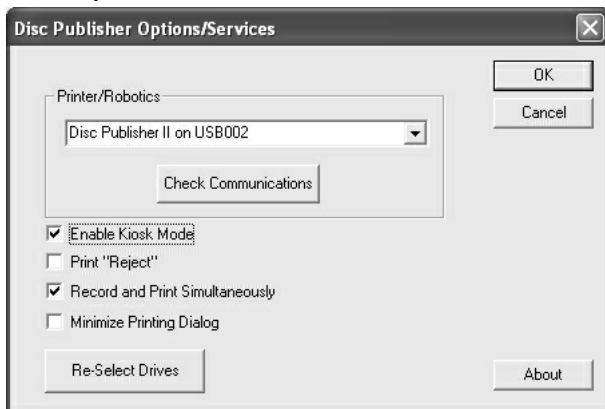 Disc Publisher Options/Services
OK
Printer/Robotics
Cancel
Disc Publisher II on USB002
Check Communications
Enable Kiosk Mode
Print "Reject"
Record and Print Simultaneously
Minimize Printing Dialog
Re-Select Drives
About